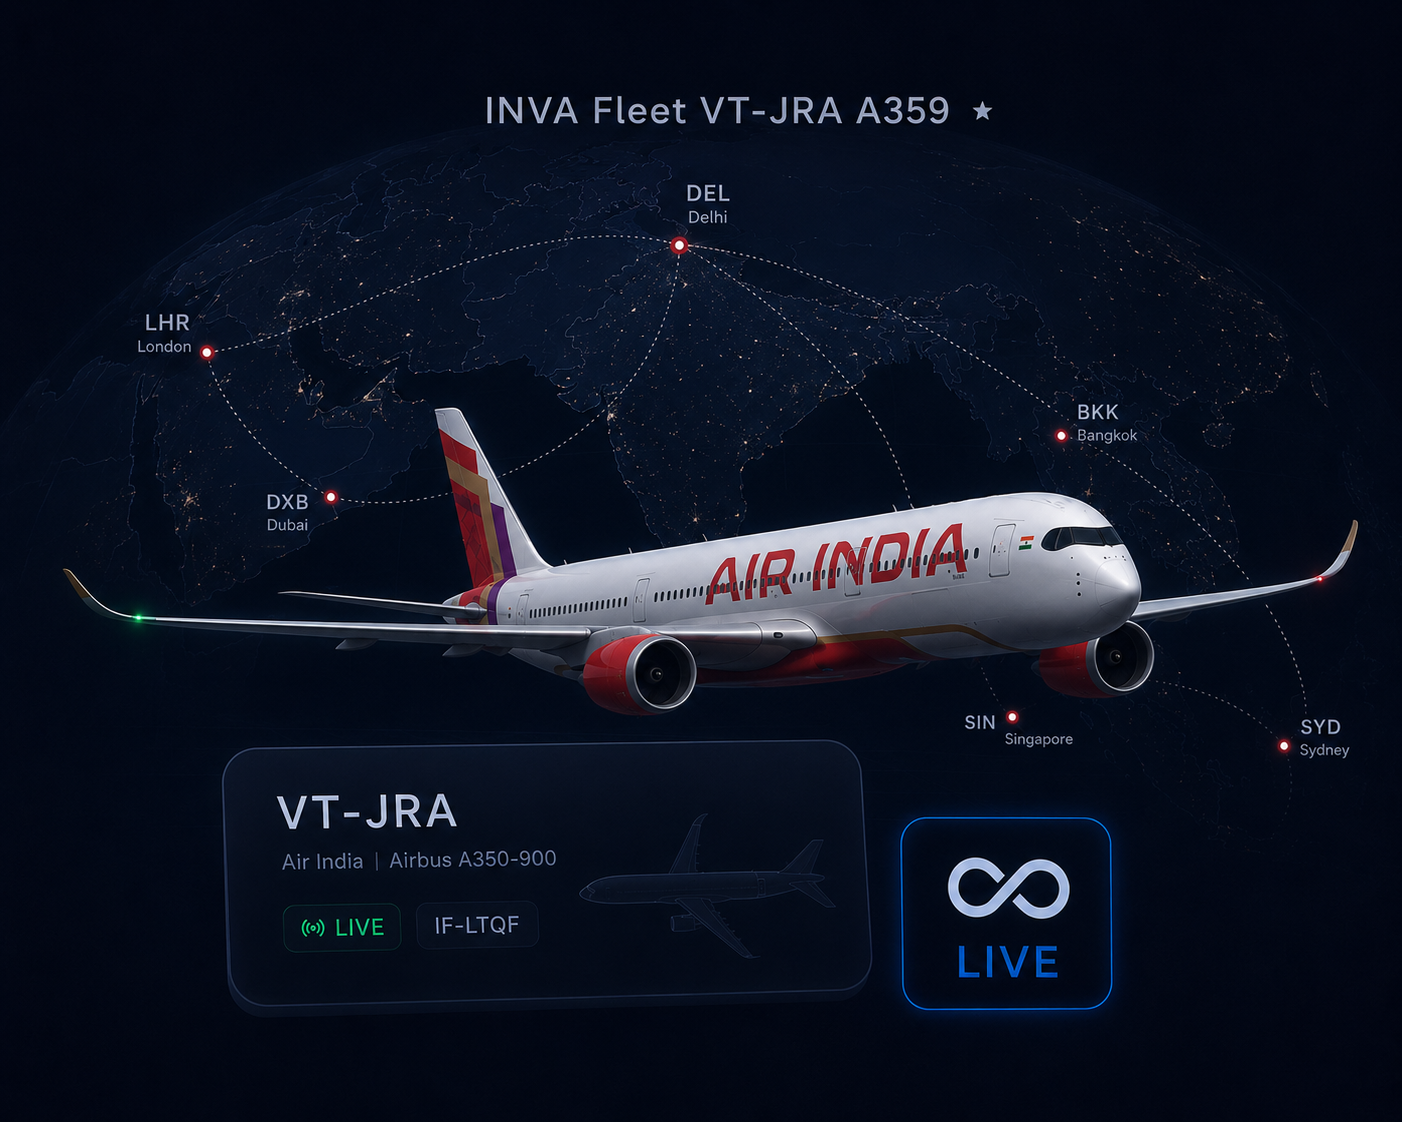 INVA Fleet VT-JRA A359 ★
DEL
Delhi
LHR
London
BKK
Bangkok
DXB
Dubai
AIR INDIA
SIN
Singapore
SYD
Sydney
VT-JRA
Air India | Airbus A350-900
LIVE
IF-LTQF
LIVE